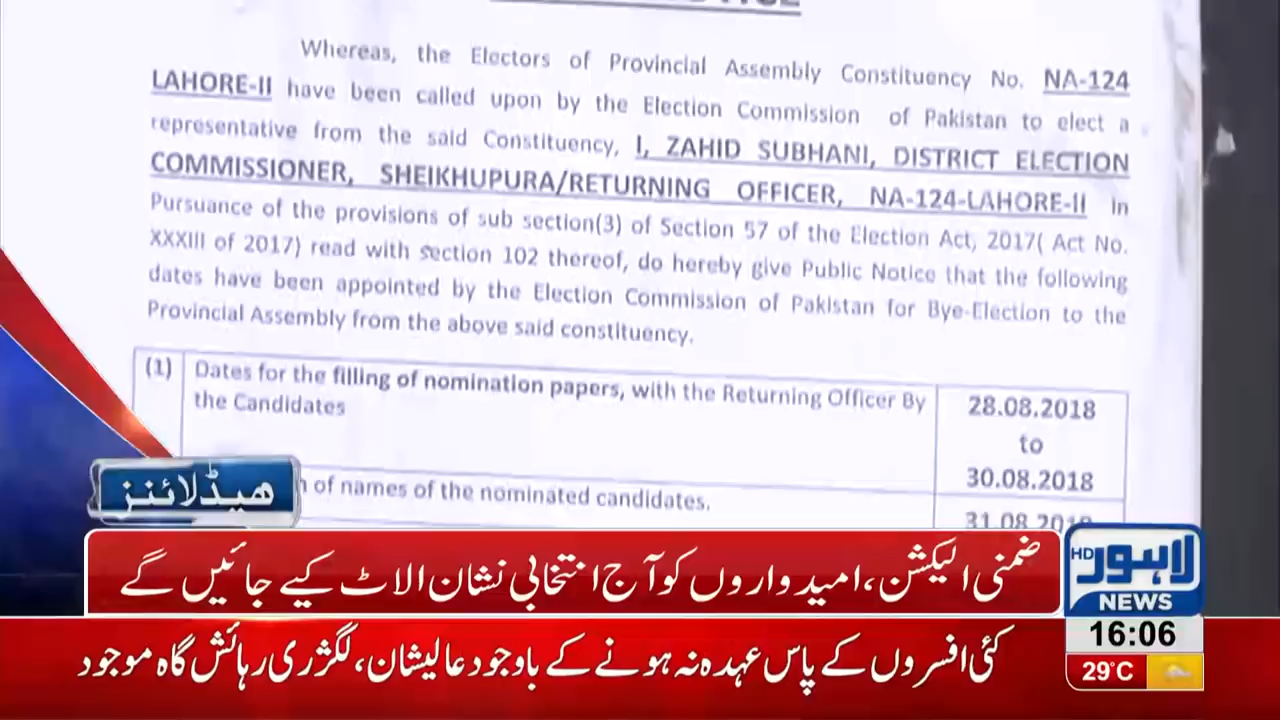 Whereas, the Electors of Provincial Assembly Constituency No. NA-124
LAHORE-II have been called upon by the Election Commission of Pakistan to elect a
representative from the said Constituency, I, ZAHID SUBHANI, DISTRICT ELECTION
COMMISSIONER, SHEIKHUPURA/RETURNING OFFICER, NA-124-LAHORE-II in
Pursuance of the provisions of sub section(3) of Section 57 of the Election Act, 2017( Act No.
XXXIII of 2017) read with section 102 thereof, do hereby give Public Notice that the following
dates have been appointed by the Election Commission of Pakistan for Bye-Election to the
Provincial Assembly from the above said constituency.
(1) Dates for the filling of nomination papers, with the Returning Officer By
the Candidates
28.08.2018
to
30.08.2018
of names of the nominated candidates.
31.08
ھیڈلائنز
ضمنی الیکشن، امیدواروں کو آج انتخابی نشان الاٹ کیے جائیں گے
کئی افسروں کے پاس عہدہ نہ ہونے کے باوجود عالیشان، لگژری رہائش گاہ موجود
لاہور HD
NEWS
16:06
29°C